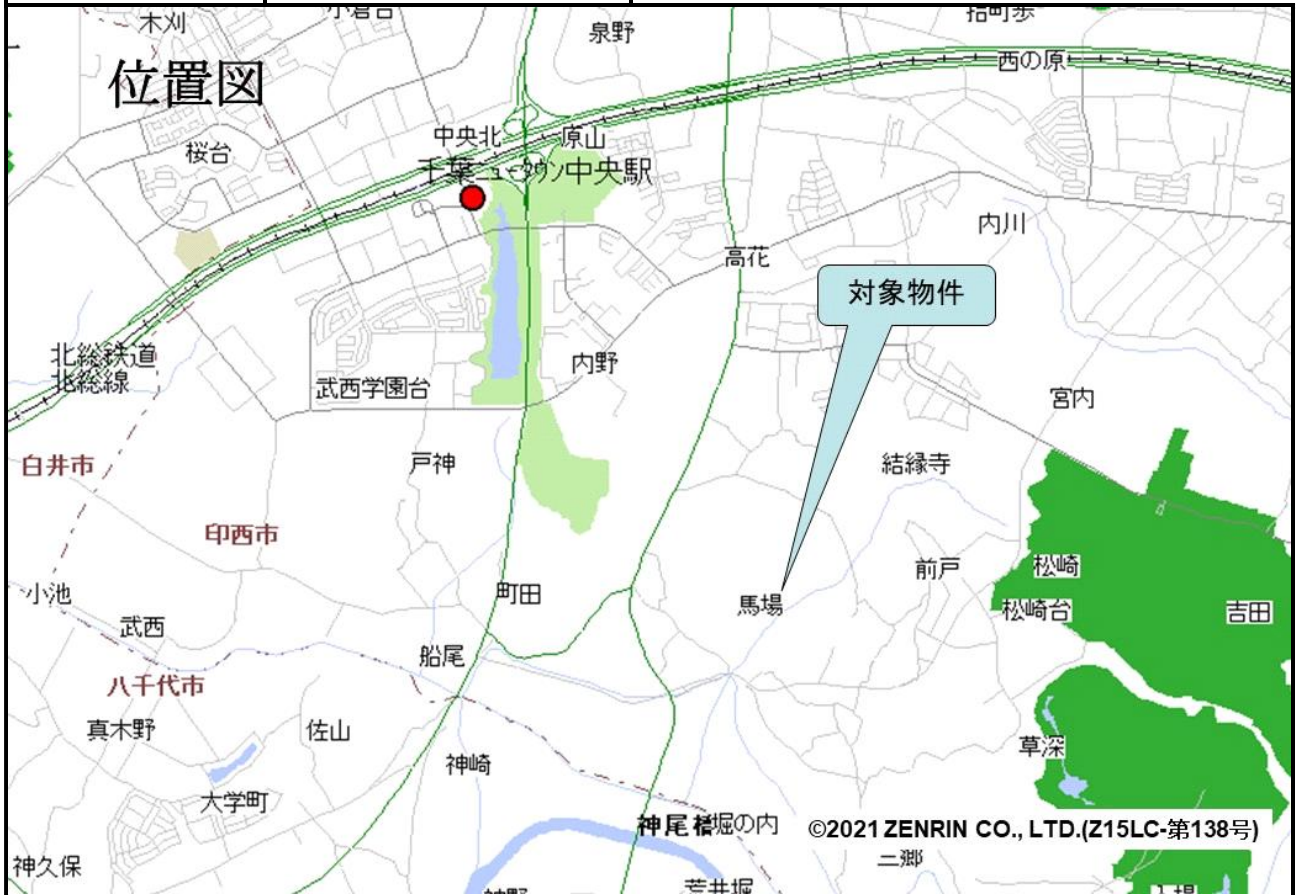 木刈
小倉台
泉野
西の原
位置図
中央北
原山
桜台
千葉ニュータウン中央駅
内川
高花
対象物件
北総鉄道
北総線
内野
武西学園台
宮内
白井市
戸神
結縁寺
印西市
前戸
松崎
小池
町田
馬場
松崎台
吉田
武西
船尾
八千代市
真木野
佐山
草深
神崎
大学町
神尾橋
堀の内
©2021 ZENRIN CO., LTD.(Z15LC-第138号)
神久保
三郷